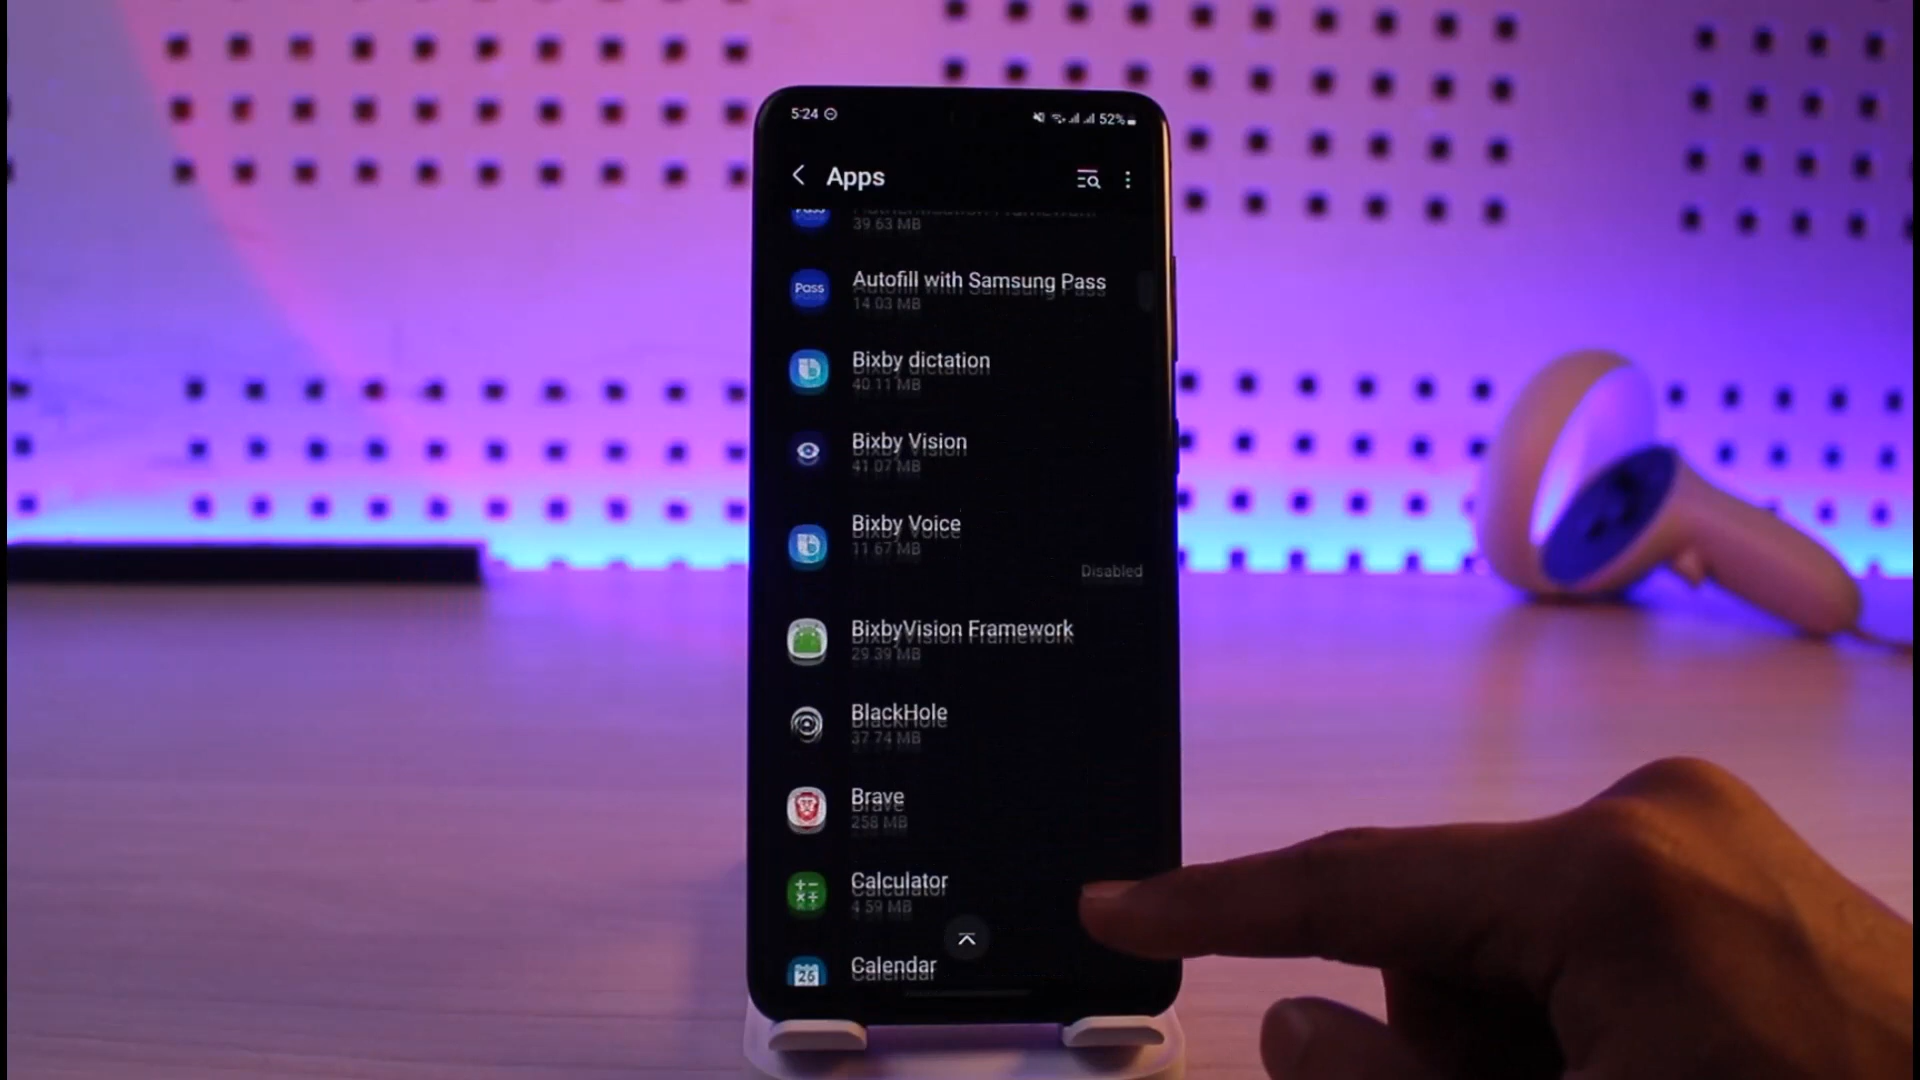 5:24
52%
Apps
Pass
39.63 MB
Pass
Autofill with Samsung Pass
14.03 MB
Bixby dictation
40.11 MB
Bixby Vision
41.07 MB
Bixby Voice
11.67 MB
Disabled
BixbyVision Framework
29.39 MB
BlackHole
37.74 MB
Brave
258 MB
Calculator
4.59 MB
26
Calendar